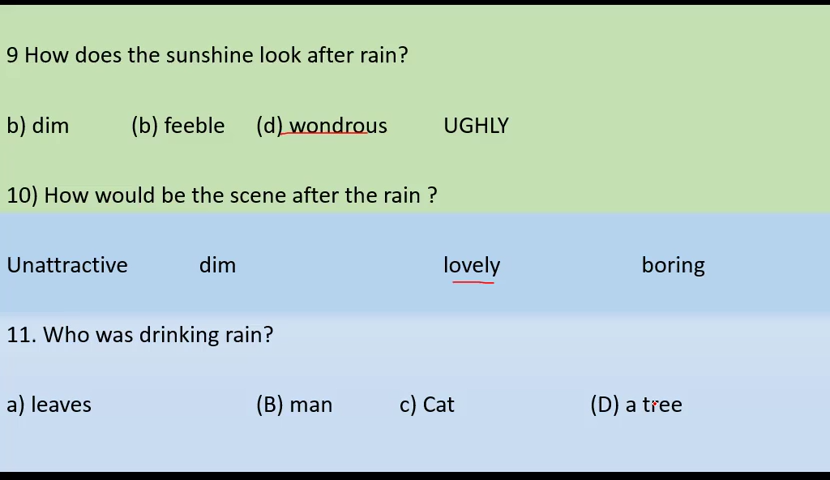 9 How does the sunshine look after rain?
b) dim (b) feeble (d) wondrous UGHLY
10) How would be the scene after the rain ?
Unattractive dim lovely boring
11. Who was drinking rain?
a) leaves (B) man c) Cat (D) a tree